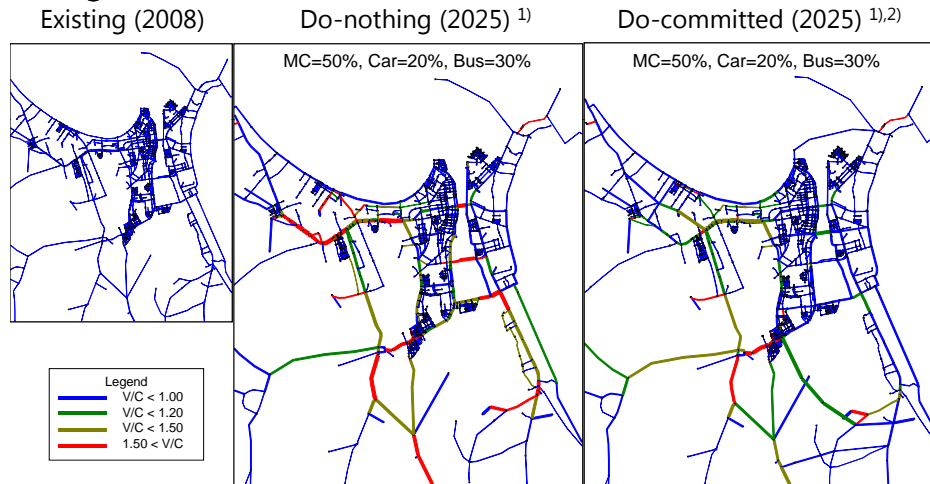 Existing (2008)
Do-nothing (2025) 1)
Do-committed (2025) 1),2)
MC=50%, Car=20%, Bus=30%
MC=50%, Car=20%, Bus=30%
Legend
V/C < 1.00
V/C < 1.20
V/C < 1.50
1.50 < V/C